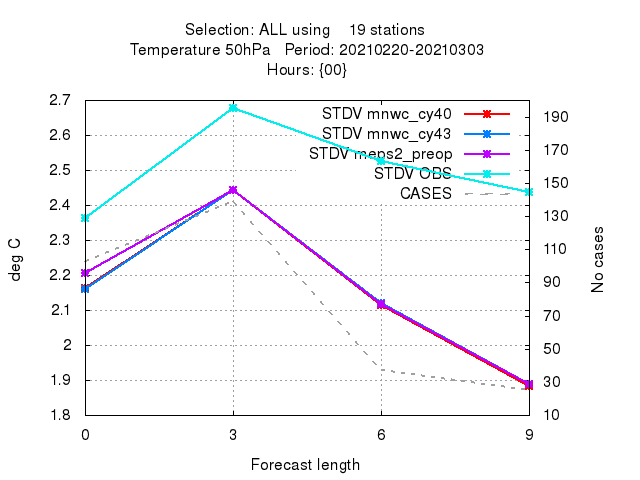 Selection: ALL using    19 stations
Temperature 50hPa   Period: 20210220-20210303
Hours: {00}
2.7
2.6
2.5
2.4
2.3
2.2
2.1
2
1.9
1.8
deg C
STDV mnwc_cy40
STDV mnwc_cy43
STDV meps2_preop
STDV OBS
CASES
190
170
150
130
110
90
70
50
30
10
No cases
0
3
6
9
Forecast length